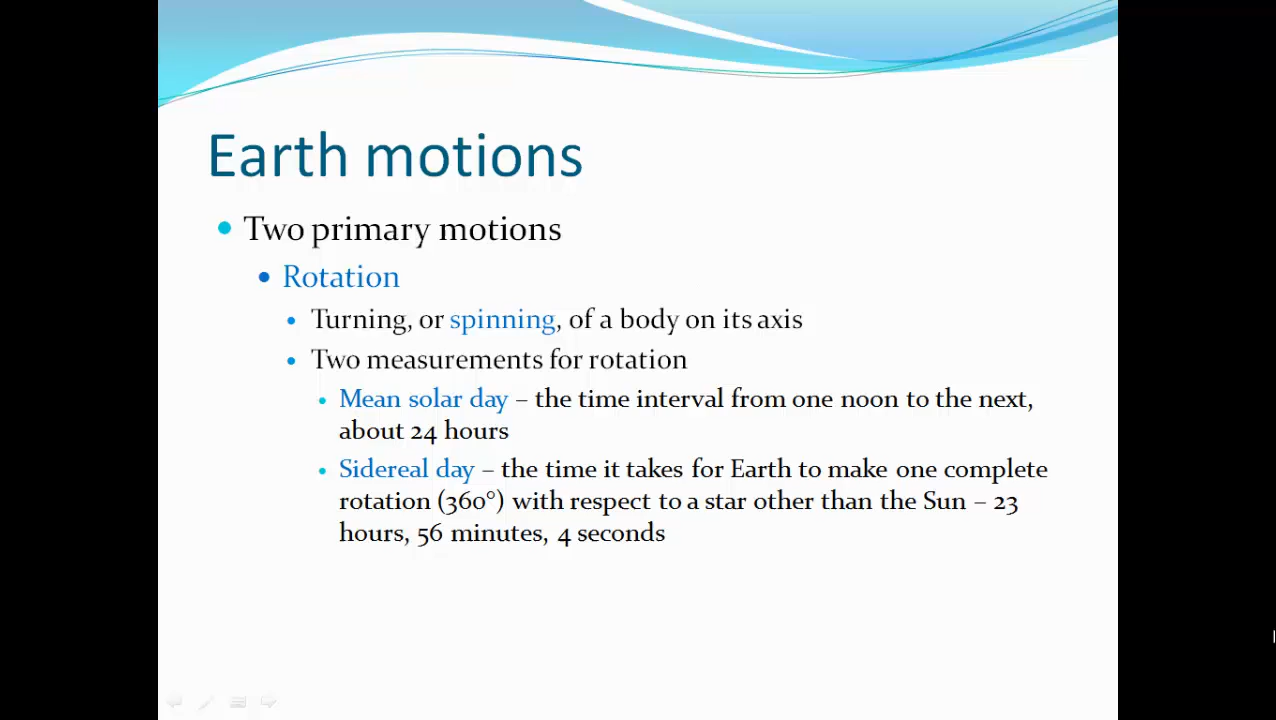 Earth motions
Two primary motions
Rotation
Turning, or spinning, of a body on its axis
Two measurements for rotation
Mean solar day – the time interval from one noon to the next,
about 24 hours
Sidereal day – the time it takes for Earth to make one complete
rotation (360°) with respect to a star other than the Sun – 23
hours, 56 minutes, 4 seconds